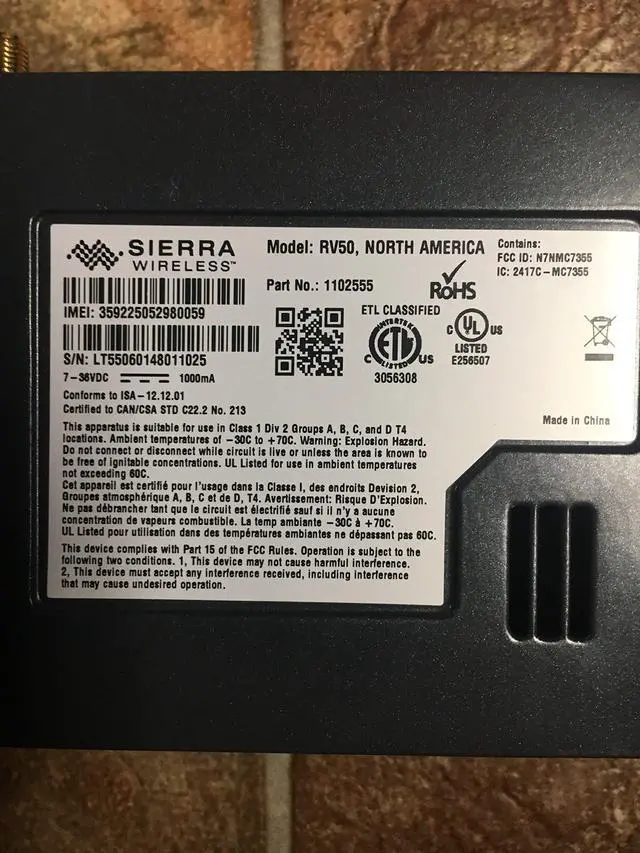 SIERRA
WIRELESS™
Model: RV50, NORTH AMERICA
Part No.: 1102555
RoHS
Contains:
FCC ID: N7NMC7355
IC: 2417C-MC7355
IMEI: 359225052980059
S/N: LT55060148011025
7-36VDC 1000mA
ETL CLASSIFIED
INTERTEK
C ETL US
LISTED
3056308
C UL US
LISTED
E256507
Conforms to ISA-12.12.01
Certified to CAN/CSA STD C22.2 No. 213
Made in China
This apparatus is suitable for use in Class 1 Div 2 Groups A, B, C, and D T4
locations. Ambient temperatures of -30C to +70C. Warning: Explosion Hazard.
Do not connect or disconnect while circuit is live or unless the area is known to
be free of ignitable concentrations. UL Listed for use in ambient temperatures
not exceeding 60C.
Cet appareil est certifié pour l'usage dans la Classe I, des endroits Devision 2,
Groupes atmosphérique A, B, C et de D, T4. Avertisement: Risque D'Explosion.
Ne pas débrancher tant que le circuit est électrifié sauf si il n'y a aucune
concentration de vapeurs combustible. La temp ambiante -30C à +70C.
UL Listed pour utilisation dans des températures ambiantes ne dépassant pas 60C.
This device complies with Part 15 of the FCC Rules. Operation is subject to the
following two conditions. 1, This device may not cause harmful interference.
2, This device must accept any interference received, including interference
that may cause undesired operation.